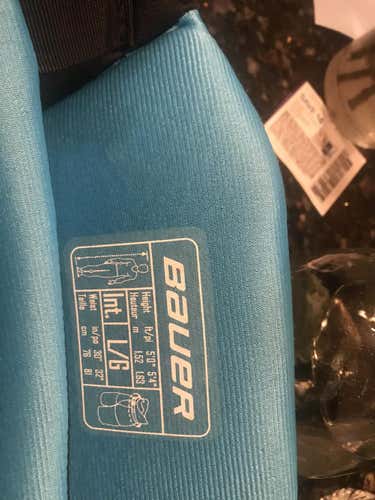 BAUER
Height ft/pi 5'0" 5'4"
Hauteur m 1.52 1.63
Int. L/G
Waist in/po 30" 32"
Taille cm 76 81